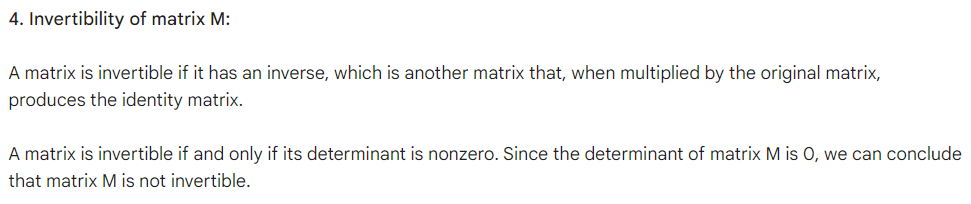 4. Invertibility of matrix M:
A matrix is invertible if it has an inverse, which is another matrix that, when multiplied by the original matrix,
produces the identity matrix.
A matrix is invertible if and only if its determinant is nonzero. Since the determinant of matrix M is 0, we can conclude
that matrix M is not invertible.